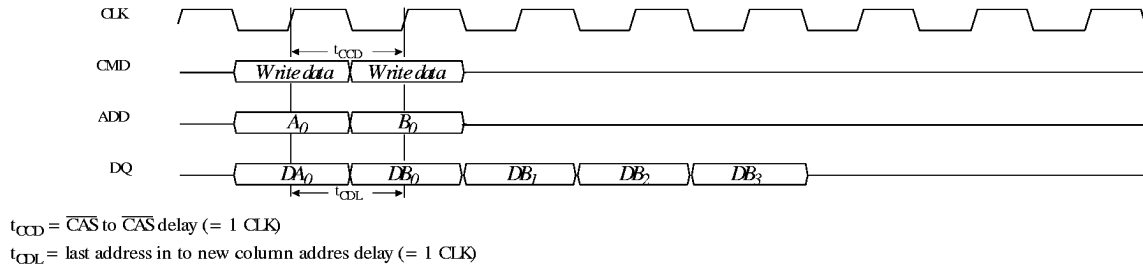 CLK
tCCD
CMD Write data Write data
ADD A0 B0
DQ DA0 DB0 DB1 DB2 DB3
tCDL
tCCD = CAS to CAS delay (= 1 CLK)
tCDL = last address in to new column addres delay (= 1 CLK)